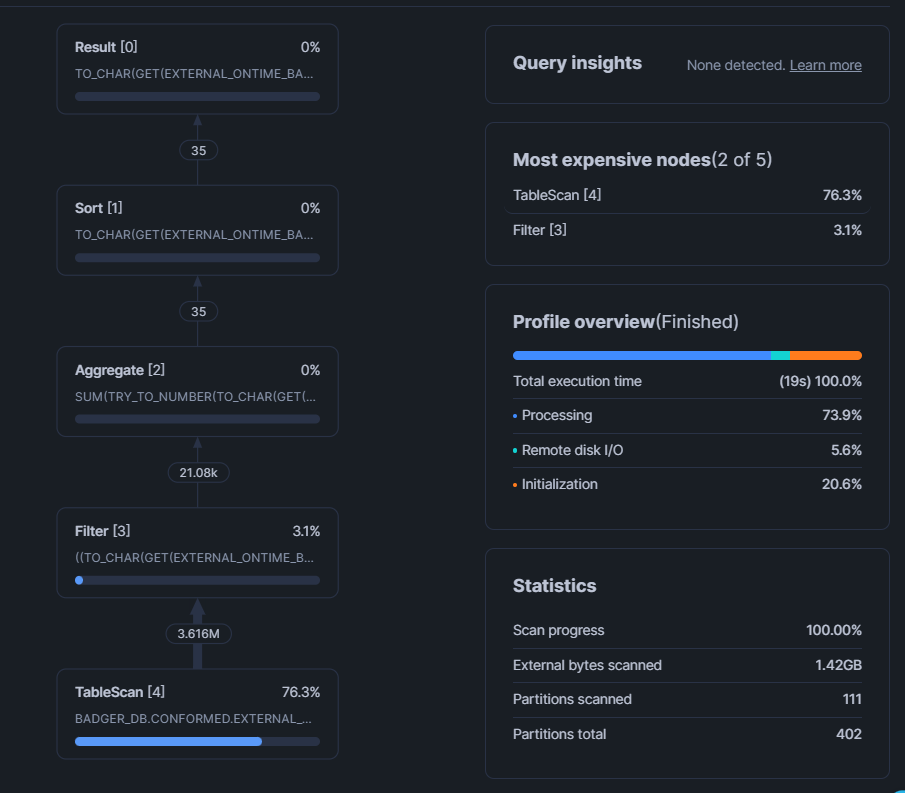 Result [0] 0%
TO_CHAR(GET(EXTERNAL_ONTIME_BA...
35
Sort [1] 0%
TO_CHAR(GET(EXTERNAL_ONTIME_BA...
35
Aggregate [2] 0%
SUM(TRY_TO_NUMBER(TO_CHAR(GET(...
21.08k
Filter [3] 3.1%
((TO_CHAR(GET(EXTERNAL_ONTIME_B...
3.616M
TableScan [4] 76.3%
BADGER_DB.CONFORMED.EXTERNAL_...
Query insights None detected. Learn more
Most expensive nodes(2 of 5)
TableScan [4] 76.3%
Filter [3] 3.1%
Profile overview(Finished)
Total execution time (19s) 100.0%
Processing 73.9%
Remote disk I/O 5.6%
Initialization 20.6%
Statistics
Scan progress 100.00%
External bytes scanned 1.42GB
Partitions scanned 111
Partitions total 402